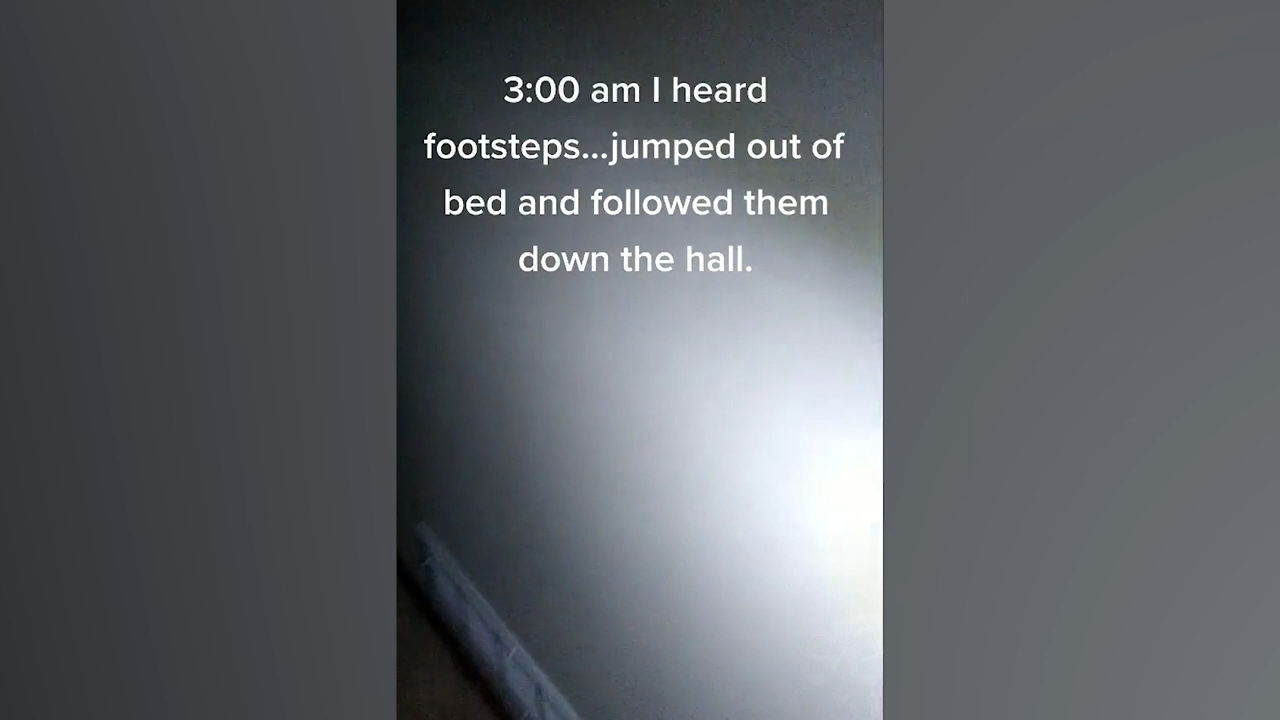 3:00 am I heard
footsteps...jumped out of
bed and followed them
down the hall.